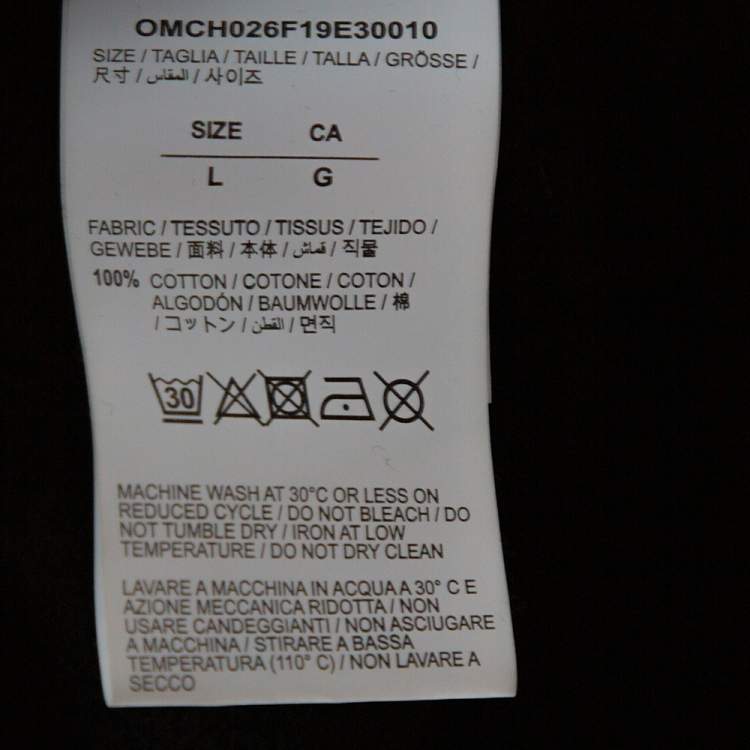 OMCH026F19E30010
SIZE / TAGLIA / TAILLE / TALLA / GRÖSSE /
尺寸 / المقاس / 사이즈
SIZE CA
L G
FABRIC / TESSUTO / TISSUS / TEJIDO /
GEWEBE / 面料 / 本体 / قماش / 직물
100% COTTON / COTONE / COTON /
ALGODÓN / BAUMWOLLE / 棉
/ コットン / القطن / 면직
30
MACHINE WASH AT 30°C OR LESS ON
REDUCED CYCLE / DO NOT BLEACH / DO
NOT TUMBLE DRY / IRON AT LOW
TEMPERATURE / DO NOT DRY CLEAN
LAVARE A MACCHINA IN ACQUA A 30° C E
AZIONE MECCANICA RIDOTTA / NON
USARE CANDEGGIANTI / NON ASCIUGARE
A MACCHINA / STIRARE A BASSA
TEMPERATURA (110° C) / NON LAVARE A
SECCO